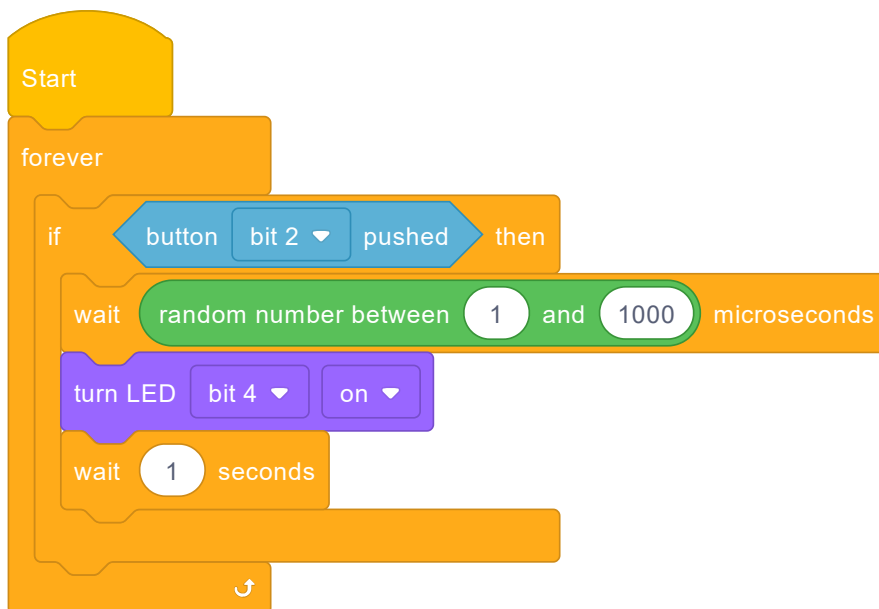 Start
forever
if button bit 2 pushed then
wait random number between 1 and 1000 microseconds
turn LED bit 4 on
wait 1 seconds